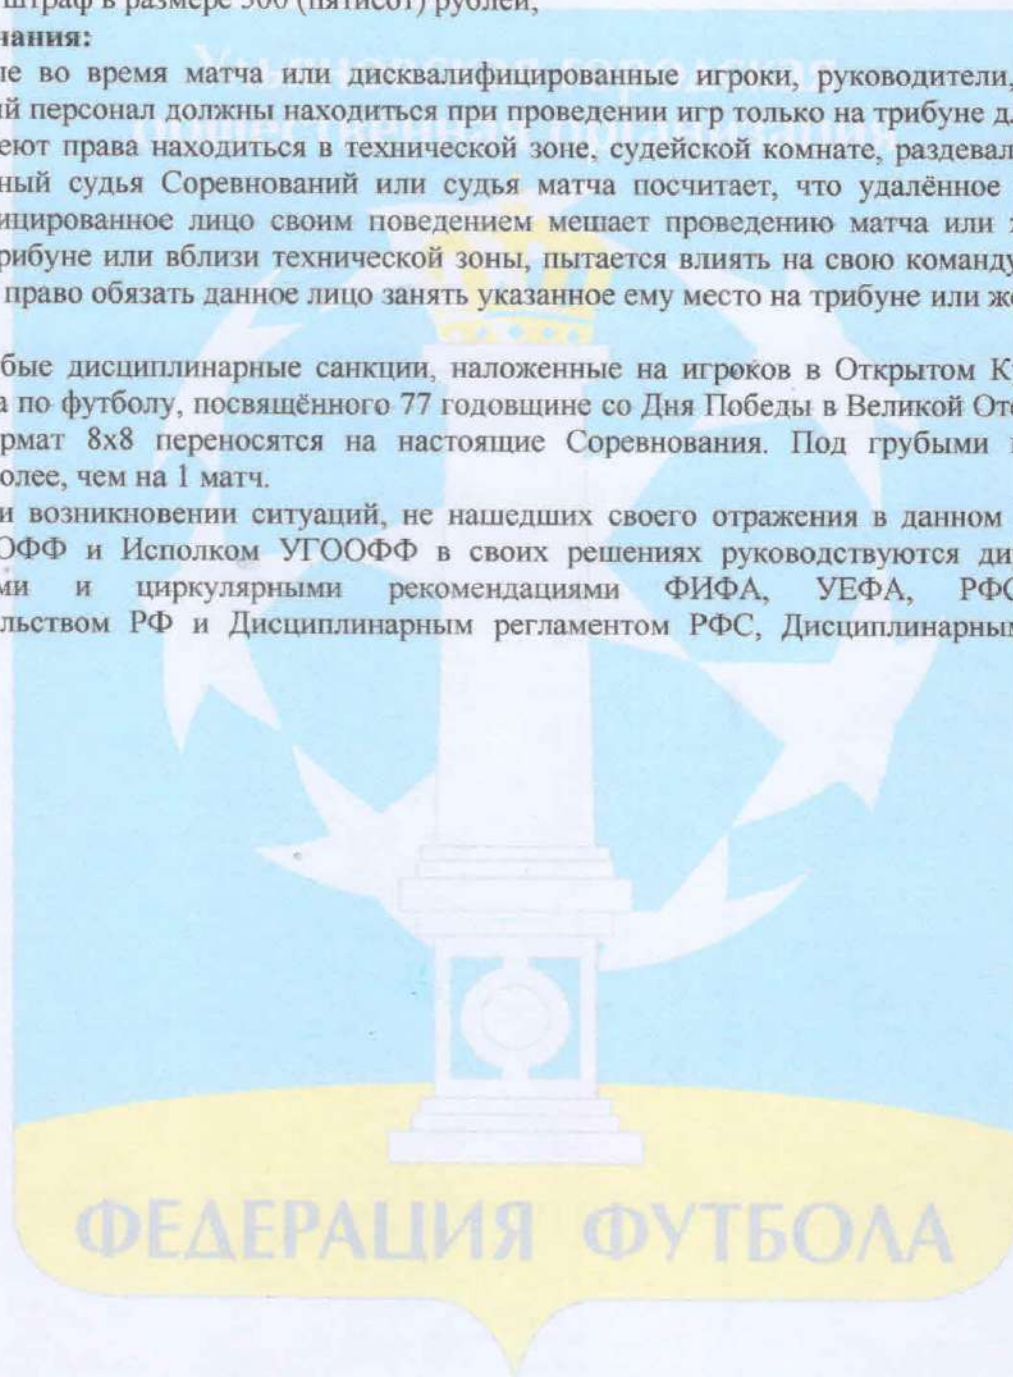 штраф в размере 500 (пятисот) рублей;
нания:
ые во время матча или дисквалифицированные игроки, руководители,
ий персонал должны находиться при проведении игр только на трибуне д
еют права находиться в технической зоне, судейской комнате, раздевал
ный судья Соревнований или судья матча посчитает, что удалённое
ицированное лицо своим поведением мешает проведению матча или
рибуне или вблизи технической зоны, пытается влиять на свою команду
право обязать данное лицо занять указанное ему место на трибуне или же
бые дисциплинарные санкции, наложенные на игроков в Открытом К
а по футболу, посвящённого 77 годовщине со Дня Победы в Великой Оте
рмат 8х8 переносятся на настоящие Соревнования. Под грубыми
олее, чем на 1 матч.
и возникновении ситуаций, не нашедших своего отражения в данном
ОФФ и Исполком УГООФФ в своих решениях руководствуются ди
ми и циркулярными рекомендациями ФИФА, УЕФА, РФС
льством РФ и Дисциплинарным регламентом РФС, Дисциплинарным
ФЕДЕРАЦИЯ ФУТБОЛА